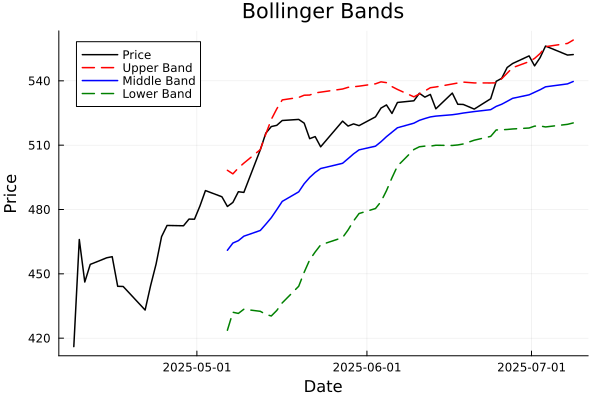 Bollinger Bands
Price
Upper Band
Middle Band
Lower Band
Price
540
510
480
450
420
2025-05-01
2025-06-01
2025-07-01
Date